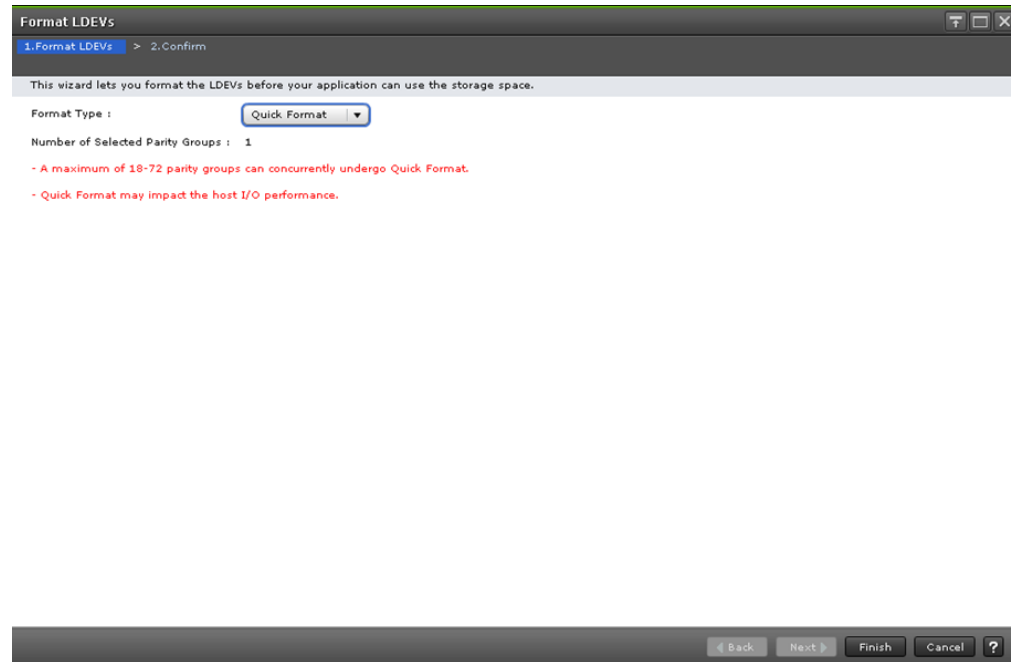 Format LDEVs
1.Format LDEVs > 2.Confirm
This wizard lets you format the LDEVs before your application can use the storage space.
Format Type : Quick Format
Number of Selected Parity Groups : 1
- A maximum of 18-72 parity groups can concurrently undergo Quick Format.
- Quick Format may impact the host I/O performance.
Back Next Finish Cancel ?